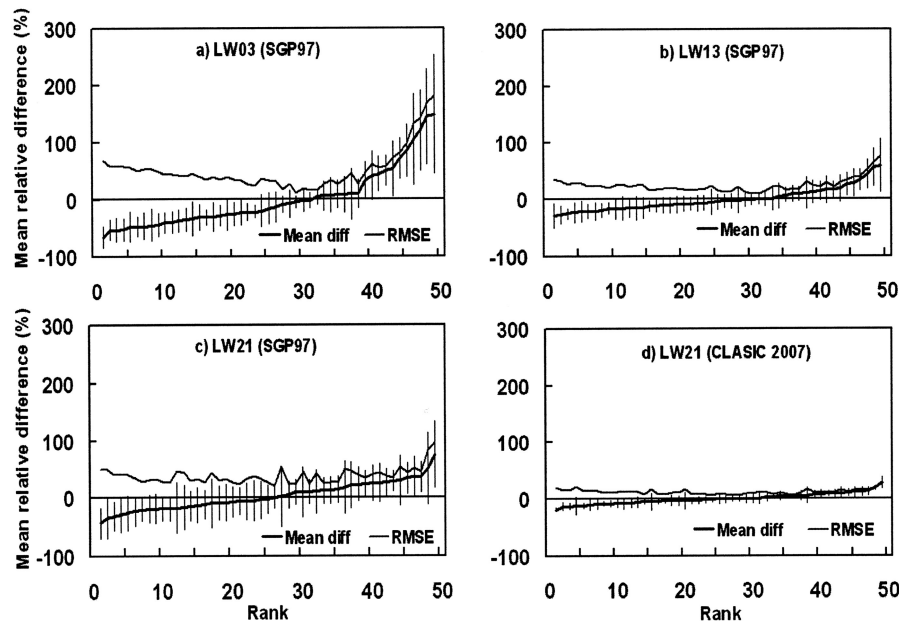 Mean relative difference (%)
300
200
100
0
-100
a) LW03 (SGP97)
Mean diff RMSE
0 10 20 30 40 50
300
200
100
0
-100
b) LW13 (SGP97)
Mean diff RMSE
0 10 20 30 40 50
Mean relative difference (%)
300
200
100
0
-100
c) LW21 (SGP97)
Mean diff RMSE
0 10 20 30 40 50
Rank
300
200
100
0
-100
d) LW21 (CLASIC 2007)
Mean diff RMSE
0 10 20 30 40 50
Rank